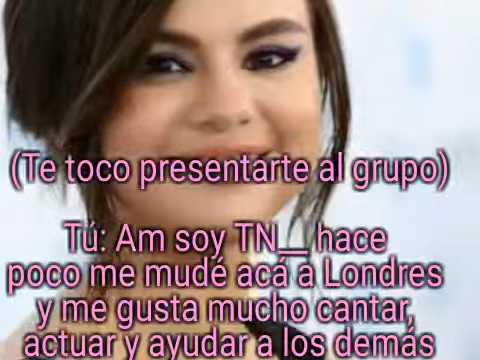 (Te toco presentarte al grupo)
Tú: Am soy TN__ hace
poco me mudé acá a Londres
y me gusta mucho cantar,
actuar y ayudar a los demás